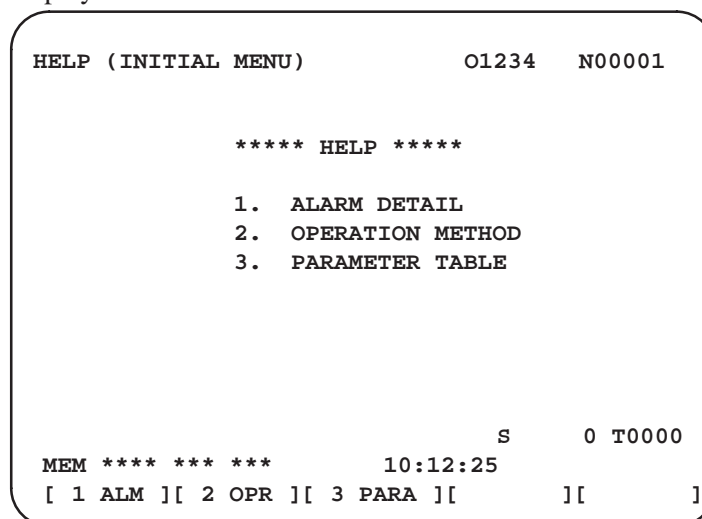 HELP (INITIAL MENU) O1234 N00001
***** HELP *****
1. ALARM DETAIL
2. OPERATION METHOD
3. PARAMETER TABLE
S 0 T0000
MEM **** *** *** 10:12:25
[ 1 ALM ][ 2 OPR ][ 3 PARA ][ ][ ]